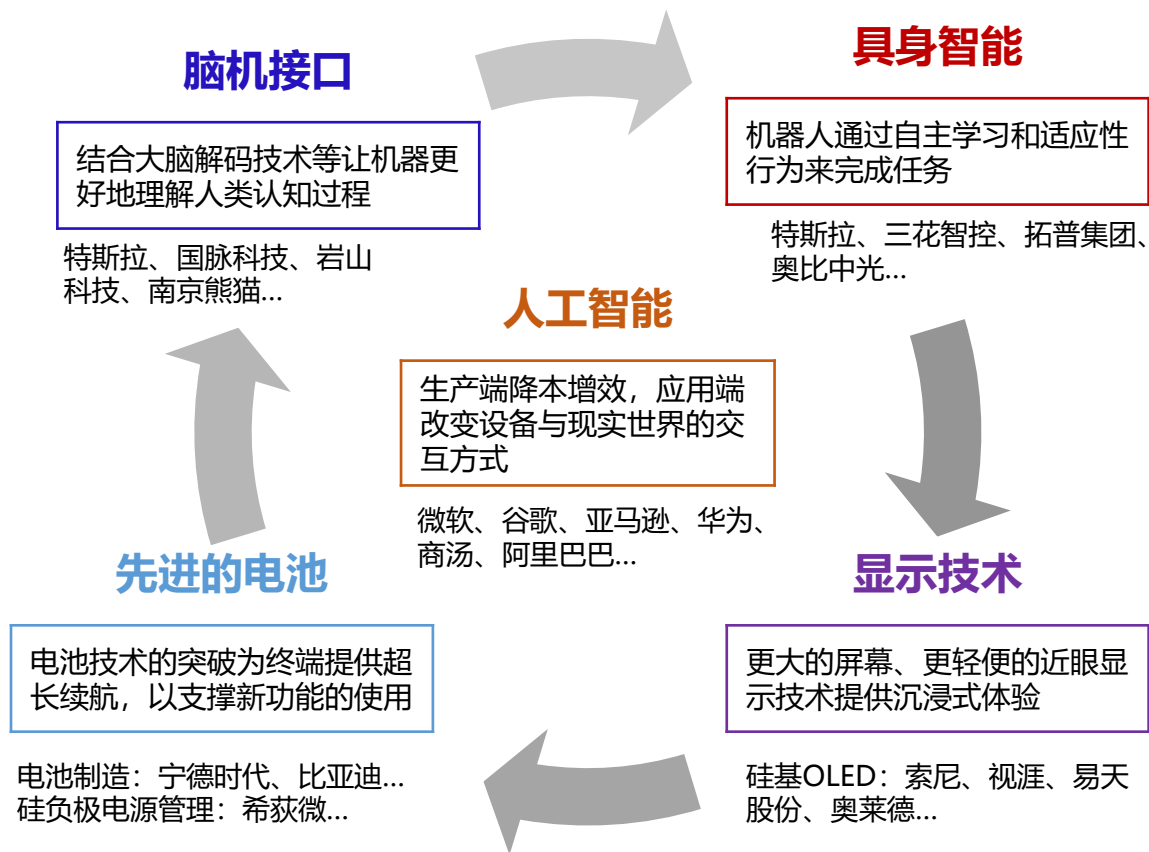 脑机接口
结合大脑解码技术等让机器更
好地理解人类认知过程
特斯拉、国脉科技、岩山
科技、南京熊猫…
具身智能
机器人通过自主学习和适应性
行为来完成任务
特斯拉、三花智控、拓普集团、
奥比中光…
人工智能
生产端降本增效，应用端
改变设备与现实世界的交
互方式
微软、谷歌、亚马逊、华为、
商汤、阿里巴巴…
先进的电池
电池技术的突破为终端提供超
长续航，以支撑新功能的使用
电池制造：宁德时代、比亚迪…
硅负极电源管理：希荻微…
显示技术
更大的屏幕、更轻便的近眼显
示技术提供沉浸式体验
硅基OLED：索尼、视涯、易天
股份、奥莱德…